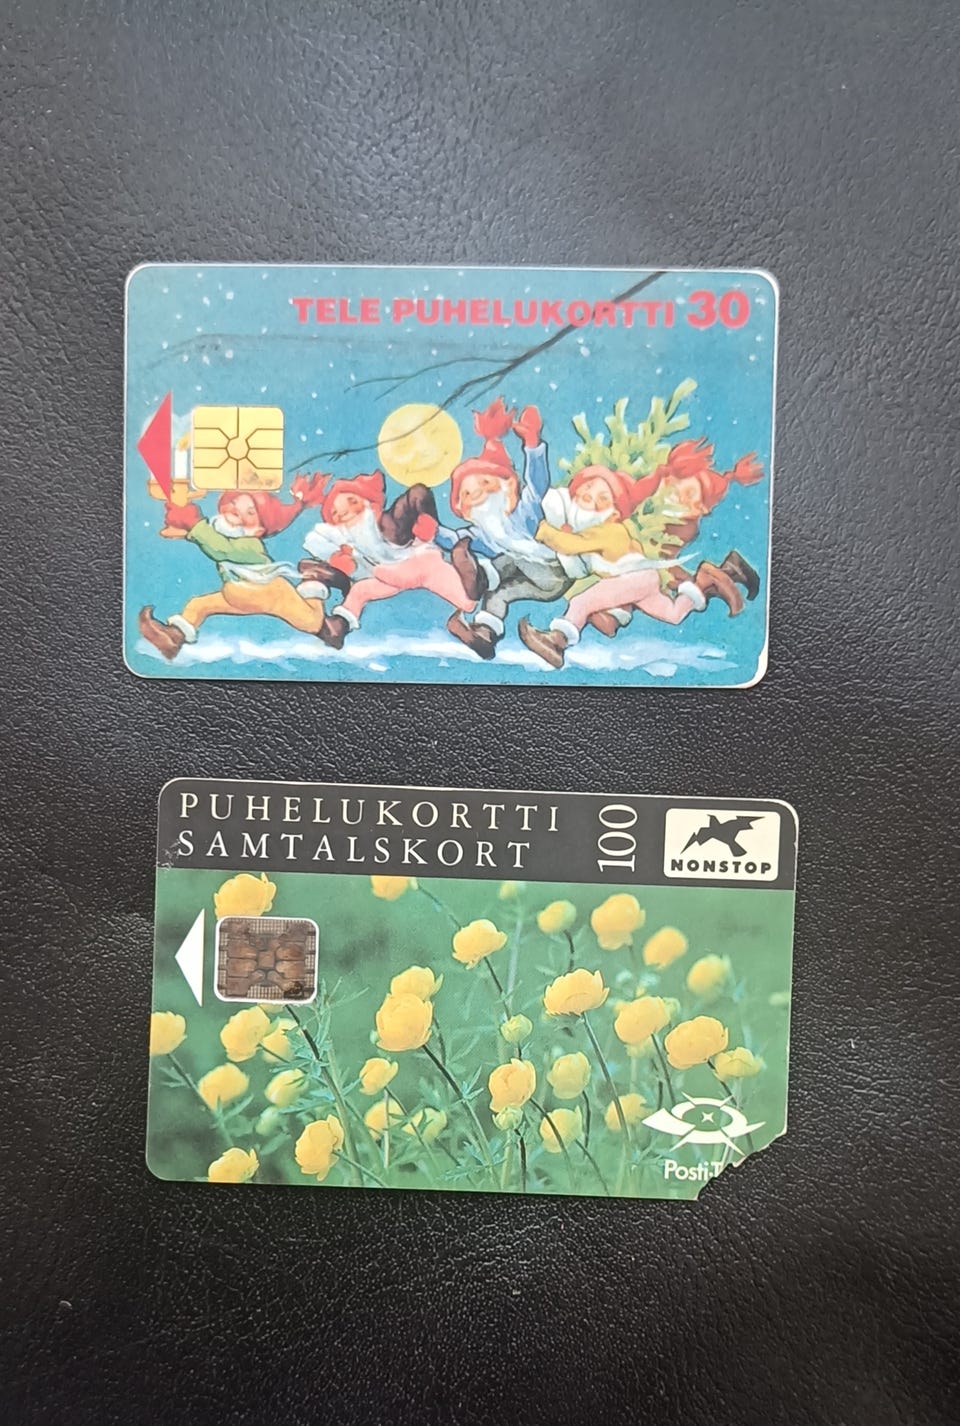 TELE PUHELUKORTTI 30
PUHELUKORTTI
SAMTALSKORT
100
NONSTOP
Posti-T